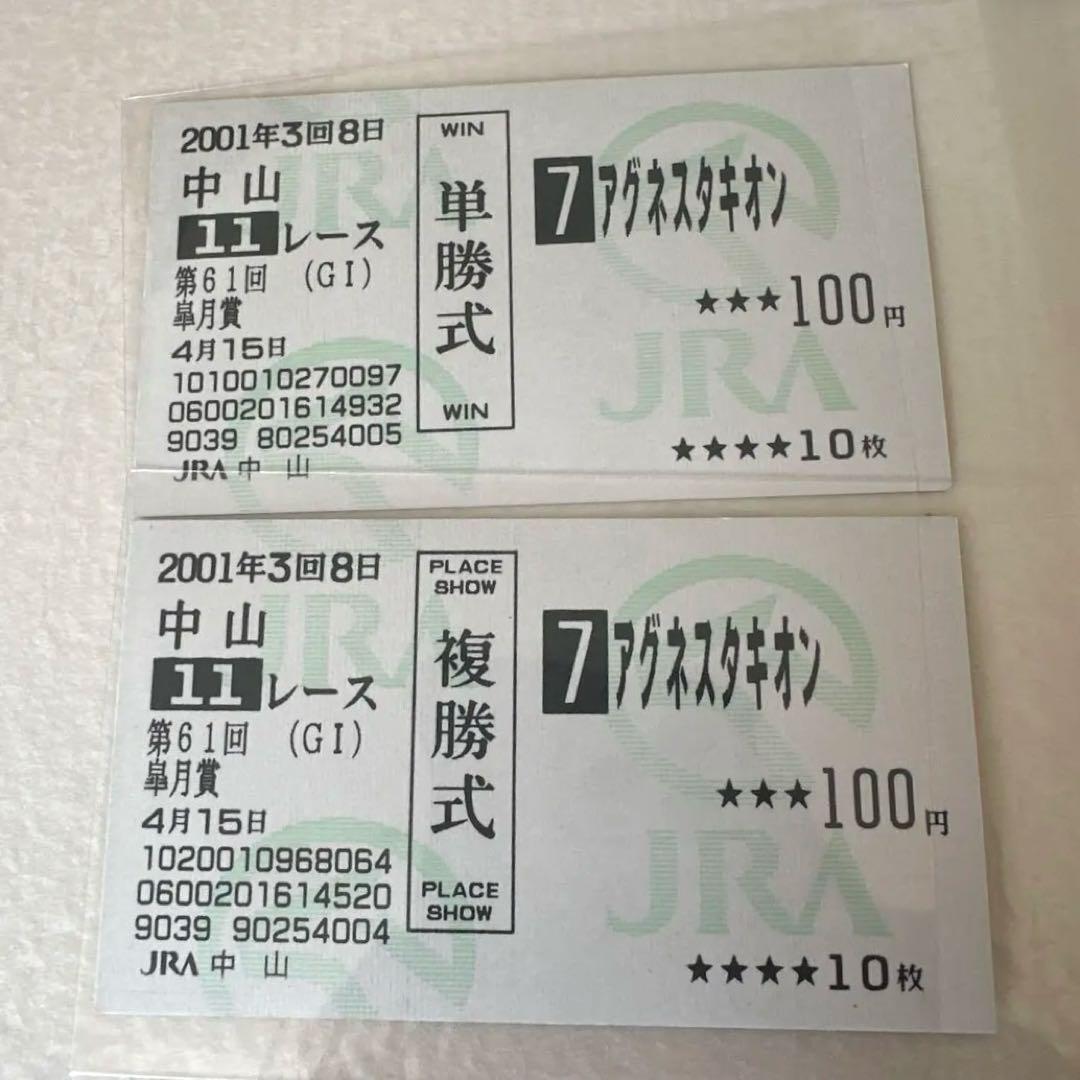 2001年3回8日
中山
11レース
第61回 (GI)
皐月賞
4月15日
1010010270097
0600201614932
9039 80254005
JRA 中 山
WIN
単勝式
WIN
7アグネスタキオン
★★★100円
★★★★10枚
JRA
JRA
2001年3回8日
中山
11レース
第61回 (GI)
皐月賞
4月15日
1020010968064
0600201614520
9039 90254004
JRA 中 山
PLACE
SHOW
複勝式
PLACE
SHOW
7アグネスタキオン
★★★100円
★★★★10枚
JRA
JRA